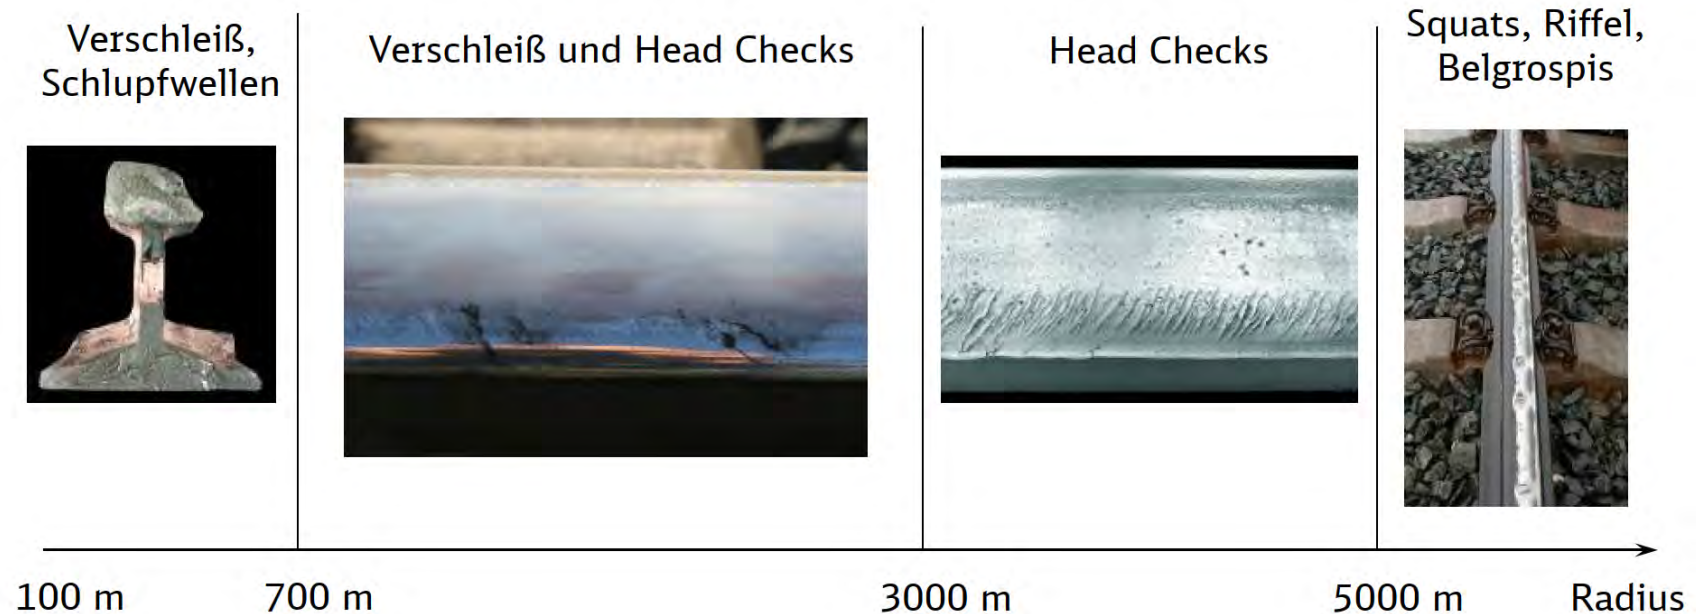 Verschleiß,
Schlupfwellen
Verschleiß und Head Checks
Head Checks
Squats, Riffel,
Belgrospis
100 m
700 m
3000 m
5000 m
Radius